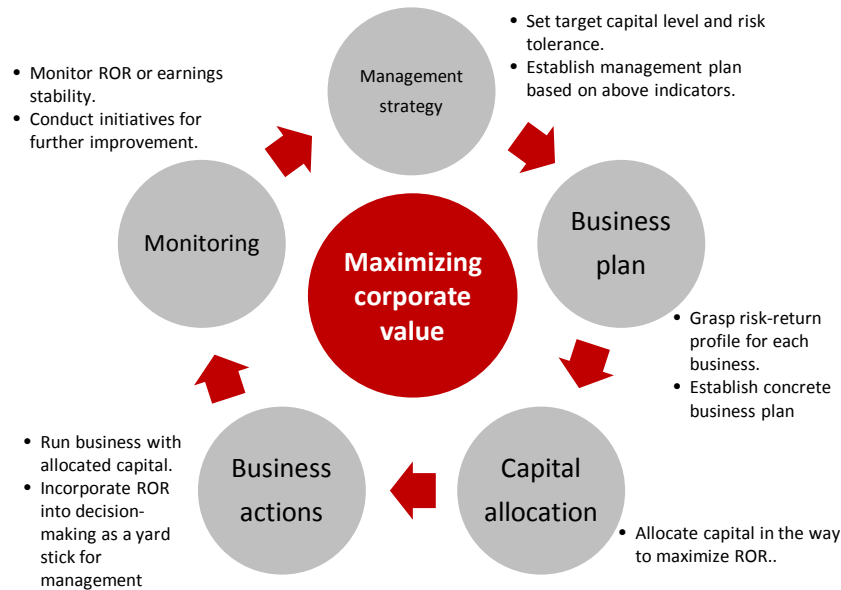 Management
strategy
• Set target capital level and risk
tolerance.
• Establish management plan
based on above indicators.
Business
plan
• Grasp risk-return
profile for each
business.
• Establish concrete
business plan
Capital
allocation
• Allocate capital in the way
to maximize ROR..
Business
actions
• Run business with
allocated capital.
• Incorporate ROR
into decision-
making as a yard
stick for
management
Monitoring
• Monitor ROR or earnings
stability.
• Conduct initiatives for
further improvement.
Maximizing
corporate
value